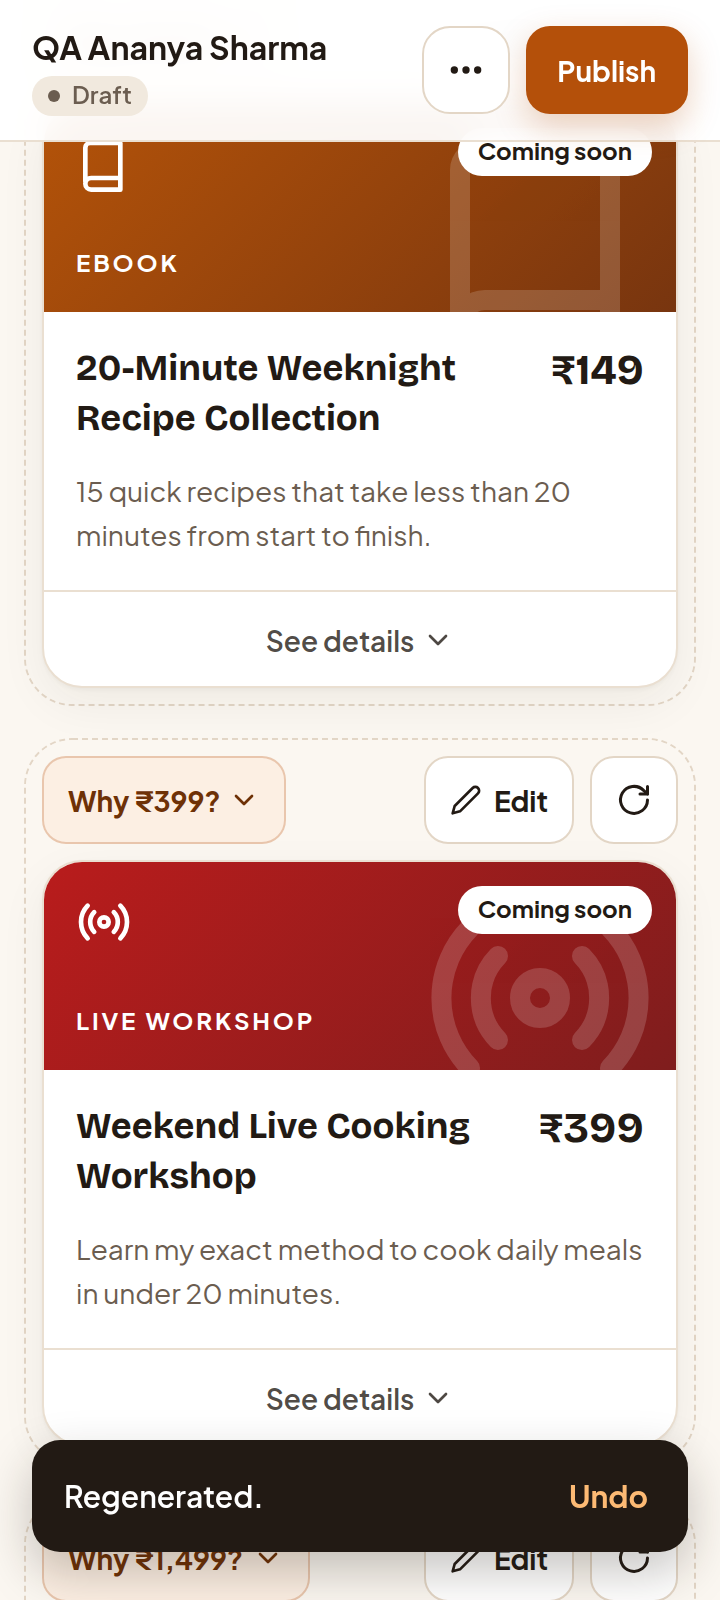 QA Ananya Sharma
Draft
Publish
Coming soon
EBOOK
20-Minute Weeknight
Recipe Collection
₹149
15 quick recipes that take less than 20
minutes from start to finish.
See details
Why ₹399?
Edit
Coming soon
LIVE WORKSHOP
Weekend Live Cooking
Workshop
₹399
Learn my exact method to cook daily meals
in under 20 minutes.
See details
Regenerated.
Undo
Why ₹1,499?
Edit